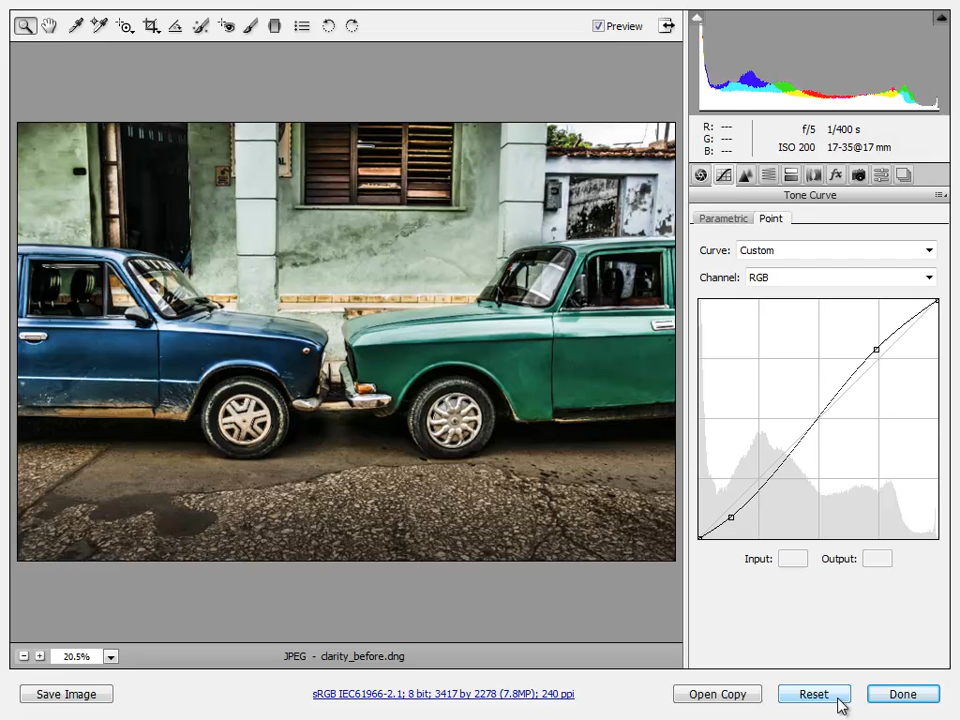 Preview
R: ---
G: ---
B: ---
f/5 1/400 s
ISO 200 17-35@17 mm
fx
Tone Curve
Parametric Point
Curve: Custom
Channel: RGB
Input: Output:
20.5%
JPEG - clarity_before.dng
Save Image
sRGB IEC61966-2.1; 8 bit; 3417 by 2278 (7.8MP); 240 ppi
Open Copy
Reset
Done